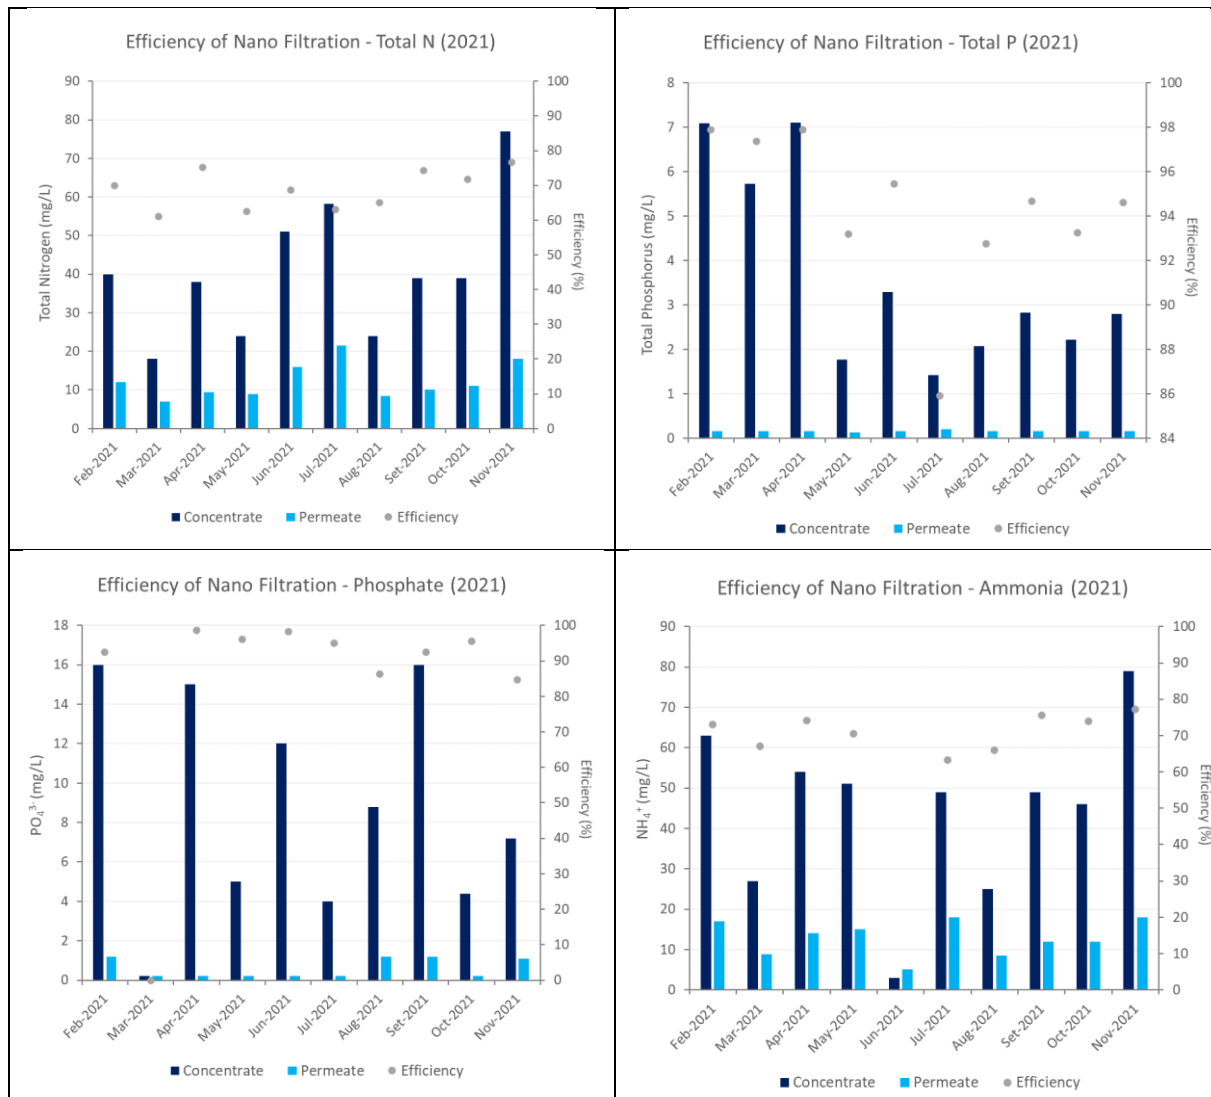 Efficiency of Nano Filtration - Total N (2021)
90
80
70
60
50
40
30
20
10
0
Total Nitrogen (mg/L)
100
90
80
70
60
50
40
30
20
10
0
Efficiency (%)
Feb-2021
Mar-2021
Apr-2021
May-2021
Jun-2021
Jul-2021
Aug-2021
Set-2021
Oct-2021
Nov-2021
Concentrate Permeate Efficiency
Efficiency of Nano Filtration - Total P (2021)
8
7
6
5
4
3
2
1
0
Total Phosphorus (mg/L)
100
98
96
94
92
90
88
86
84
Efficiency (%)
Feb-2021
Mar-2021
Apr-2021
May-2021
Jun-2021
Jul-2021
Aug-2021
Set-2021
Oct-2021
Nov-2021
Concentrate Permeate Efficiency
Efficiency of Nano Filtration - Phosphate (2021)
18
16
14
12
10
8
6
4
2
0
PO₄³⁻ (mg/L)
100
90
80
70
60
50
40
30
20
10
0
Efficiency (%)
Feb-2021
Mar-2021
Apr-2021
May-2021
Jun-2021
Jul-2021
Aug-2021
Set-2021
Oct-2021
Nov-2021
Concentrate Permeate Efficiency
Efficiency of Nano Filtration - Ammonia (2021)
90
80
70
60
50
40
30
20
10
0
NH₄⁺ (mg/L)
100
90
80
70
60
50
40
30
20
10
0
Efficiency (%)
Feb-2021
Mar-2021
Apr-2021
May-2021
Jun-2021
Jul-2021
Aug-2021
Set-2021
Oct-2021
Nov-2021
Concentrate Permeate Efficiency